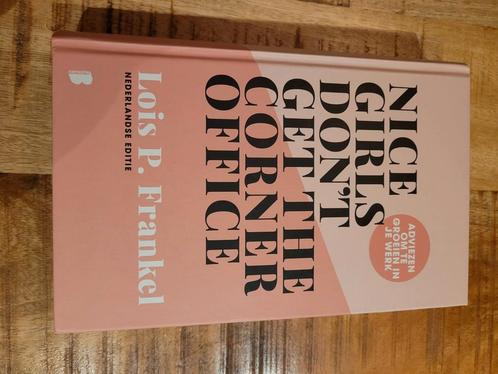 NICE
GIRLS
DON'T
GET THE
CORNER
OFFICE
ADVIEZEN
OM TE
GROEIEN IN
JE WERK
Lois P. Frankel
NEDERLANDSE EDITIE
B